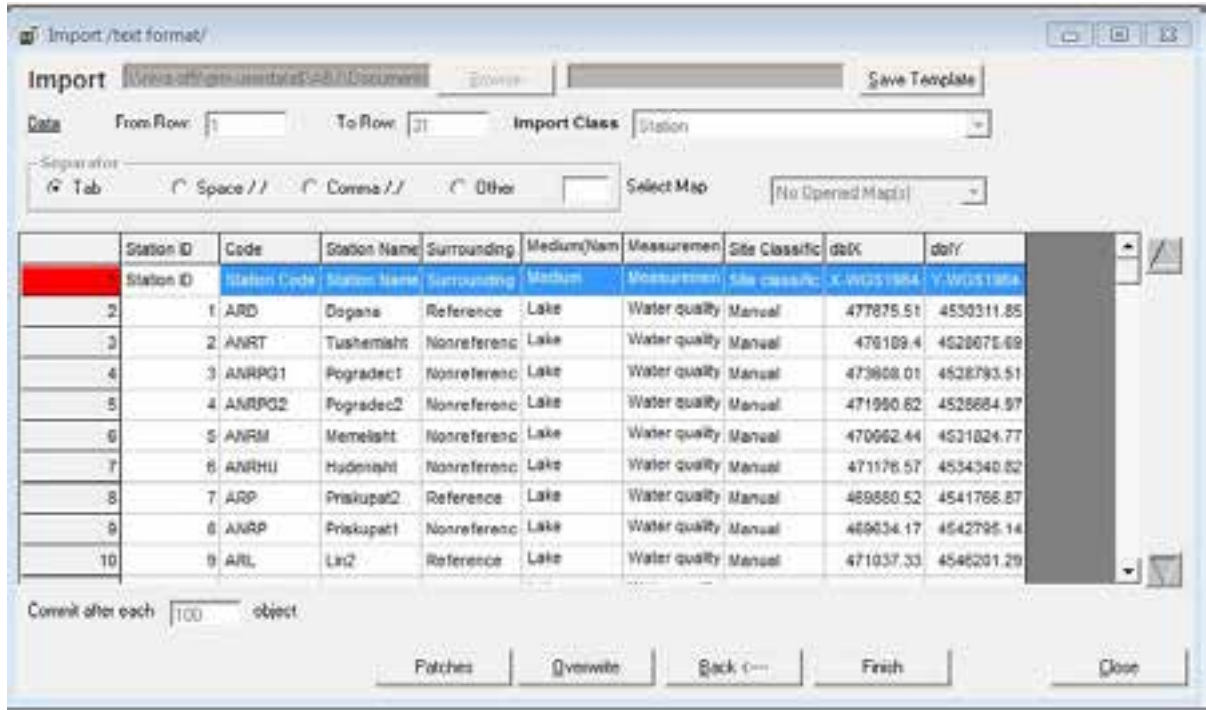 Import /text format/
Import Browse Save Template
Data From Row: 1 To Row: 31 Import Class Station
Separator
Tab Space / / Comma /,/ Other Select Map No Opened Map(s)
Station ID Code Station Name Surrounding Medium(Nam Measuremen Site Classific dblX dblY
1 Station ID Station Code Station Name Surrounding Medium Measuremen Site classific X-WGS1984 Y-WGS1984
2 1 ARD Dogana Reference Lake Water quality Manual 477875.51 4530311.85
3 2 ANRT Tushemisht Nonreferenc Lake Water quality Manual 476189.4 4528675.69
4 3 ANRPG1 Pogradec1 Nonreferenc Lake Water quality Manual 473608.01 4528793.51
5 4 ANRPG2 Pogradec2 Nonreferenc Lake Water quality Manual 471990.62 4528664.97
6 5 ANRM Memelisht Nonreferenc Lake Water quality Manual 470662.44 4531824.77
7 6 ANRHU Hudenisht Nonreferenc Lake Water quality Manual 471176.57 4534340.82
8 7 ARP Priskupat2 Reference Lake Water quality Manual 469880.52 4541766.87
9 8 ANRP Priskupat1 Nonreferenc Lake Water quality Manual 469634.17 4542795.14
10 9 ARL Lin2 Reference Lake Water quality Manual 471037.33 4546201.29
Commit after each 100 object
Patches Overwrite Back <--- Finish Close